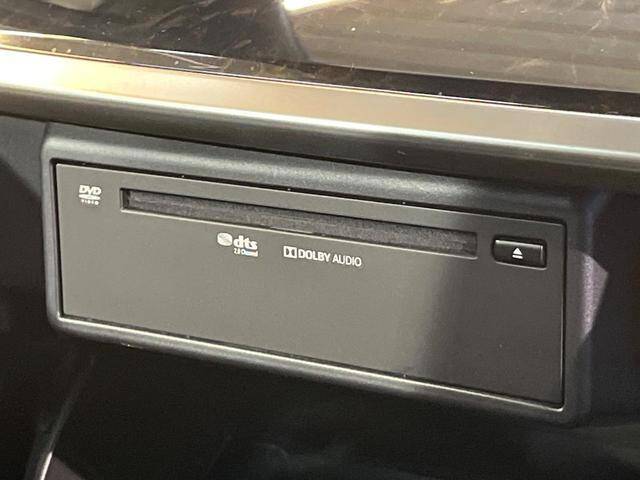 DVD
VIDEO
dts
2.0 Channel
DOLBY AUDIO